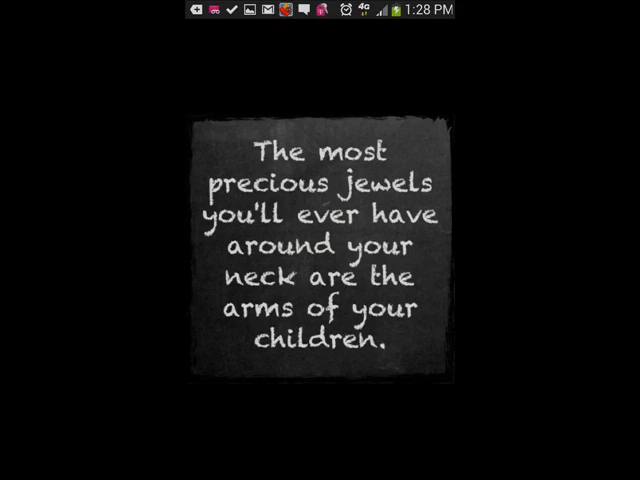 4G 1:28 PM
The most
precious jewels
you'll ever have
around your
neck are the
arms of your
children.